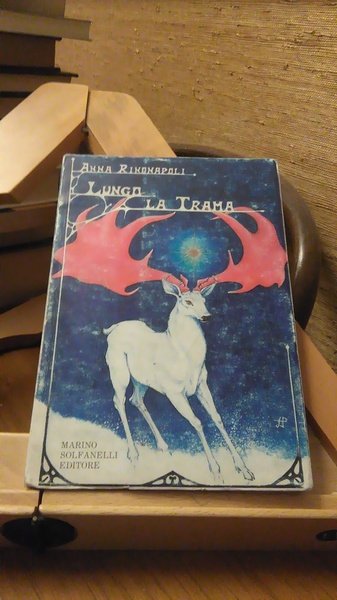 ANNA RINONAPOLI
LUNGO
LA TRAMA
MARINO
SOLFANELLI
EDITORE